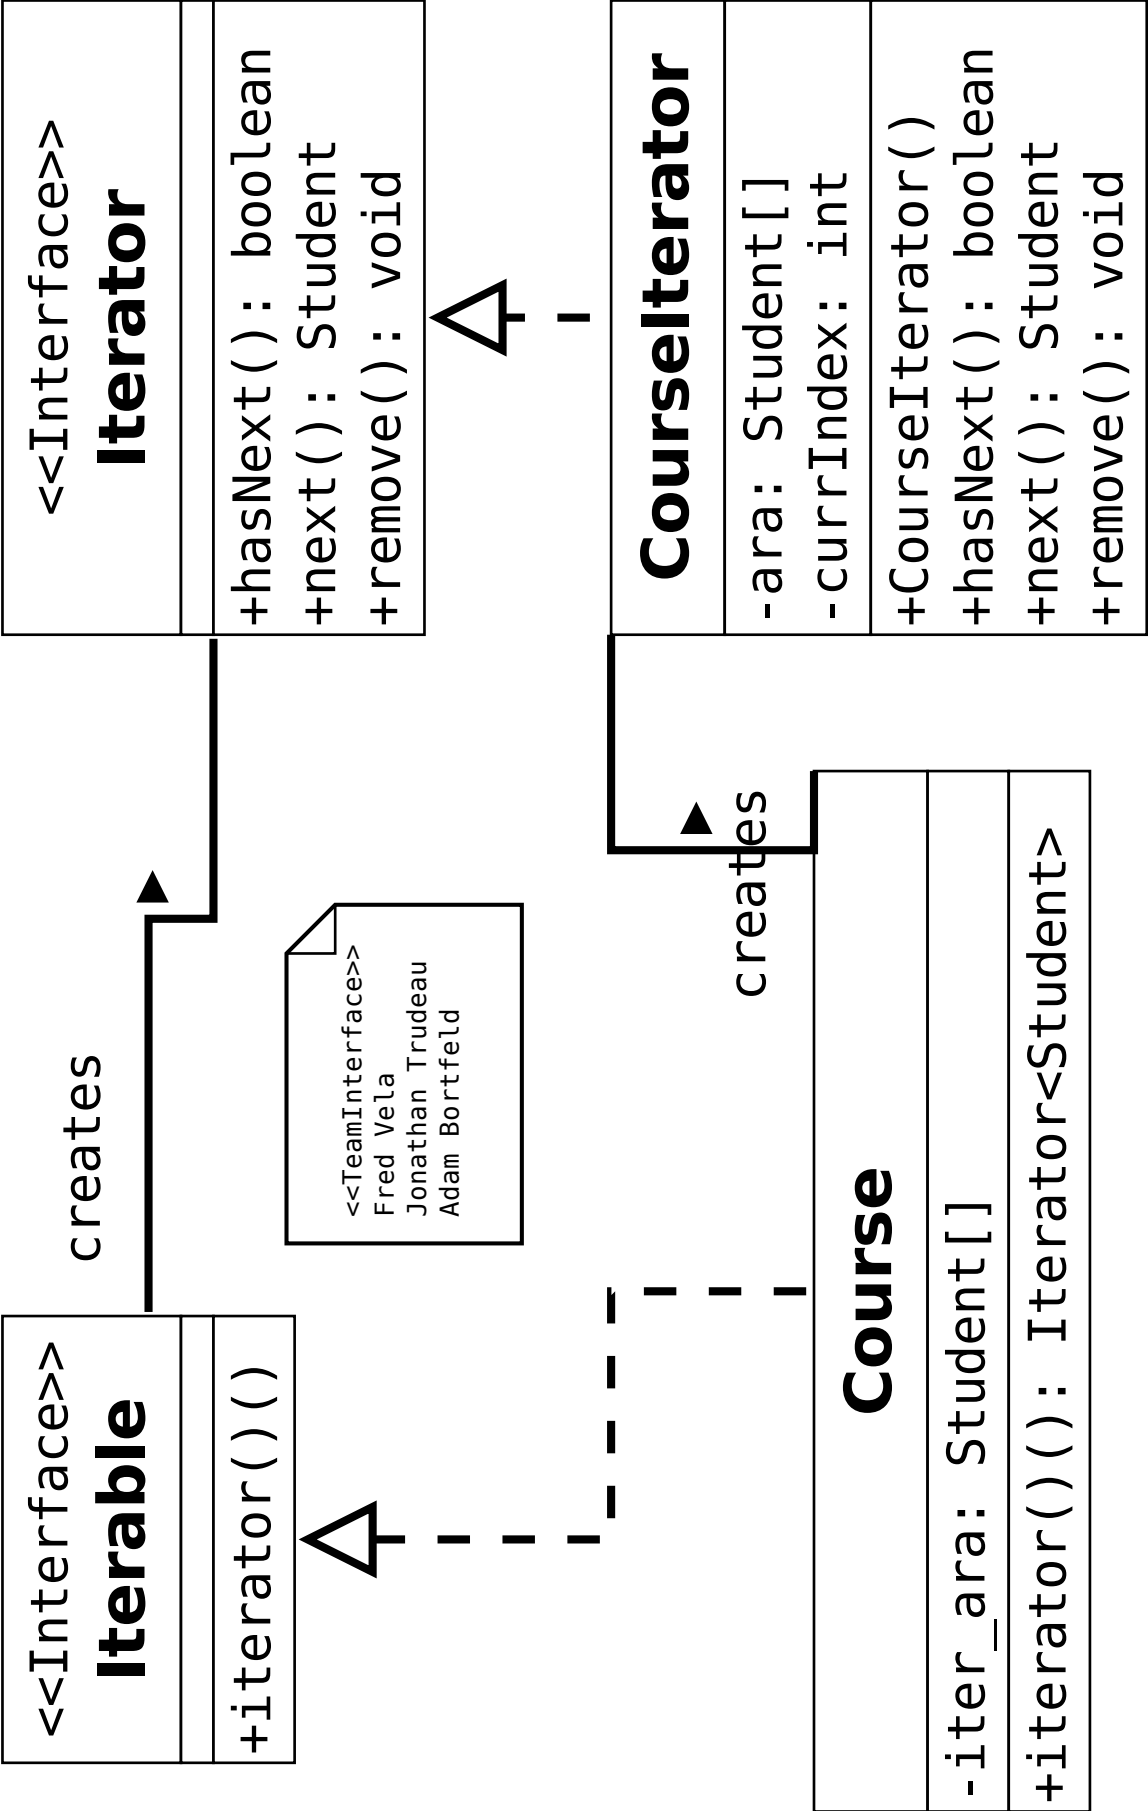 <<Interface>>
Iterable
+iterator()()
creates
<<Interface>>
Iterator
+hasNext(): boolean
+next(): Student
+remove(): void
<<TeamInterface>>
Fred Vela
Jonathan Trudeau
Adam Bortfeld
Course
-iter_ara: Student[]
+iterator()(): Iterator<Student>
creates
CourseIterator
-ara: Student[]
-currIndex: int
+CourseIterator()
+hasNext(): boolean
+next(): Student
+remove(): void